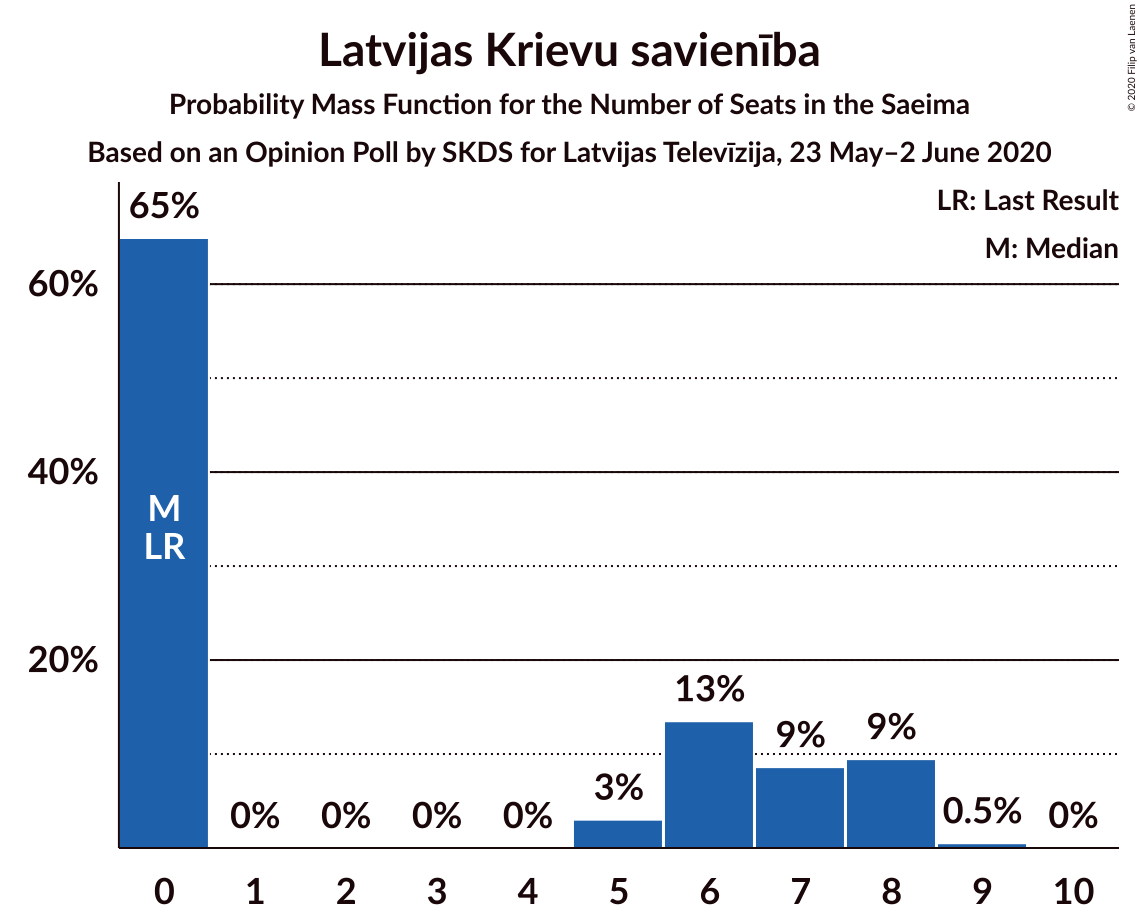 Latvijas Krievu savienība
Probability Mass Function for the Number of Seats in the Saeima
Based on an Opinion Poll by SKDS for Latvijas Televīzija, 23 May–2 June 2020
© 2020 Filip van Laenen
LR: Last Result
M: Median
65%
60%
40%
20%
M
LR
0%
0%
0%
0%
3%
13%
9%
9%
0.5%
0%
0 1 2 3 4 5 6 7 8 9 10